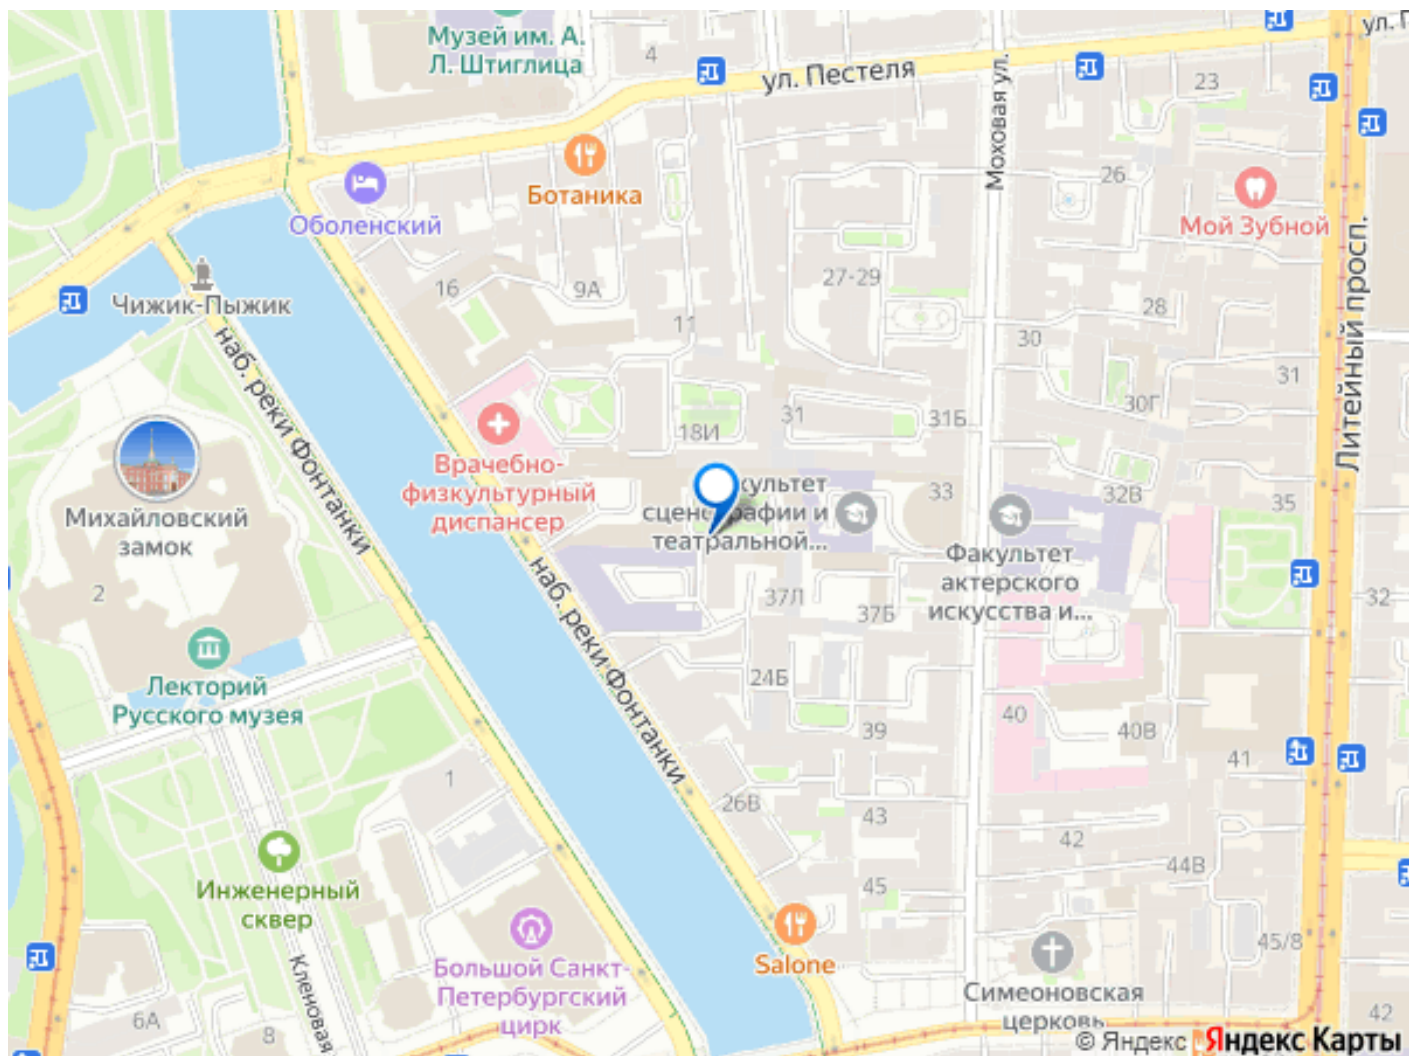 Музей им. А.
Л. Штиглица
4
ул. Пестеля
Моховая ул.
23
Ботаника
Оболенский
26
Мой Зубной
Чижик-Пыжик
16
9А
27-29
28
30
11
31
30Г
Литейный просп.
наб. реки Фонтанки
18И
31
31Б
Врачебно-
физкультурный
диспансер
сценографии и
театральной...
33
32В
35
Михайловский
замок
2
Факультет
актерского
искусства и...
наб. реки Фонтанки
37Л
37Б
32
Лекторий
Русского музея
24Б
39
40
40В
41
1
26В
43
42
44В
Инженерный
сквер
45
45/8
Salone
Большой Санкт-
Петербургский
цирк
Кленовая
Симеоновская
церковь
6А
8
42
© Яндекс Яндекс Карты